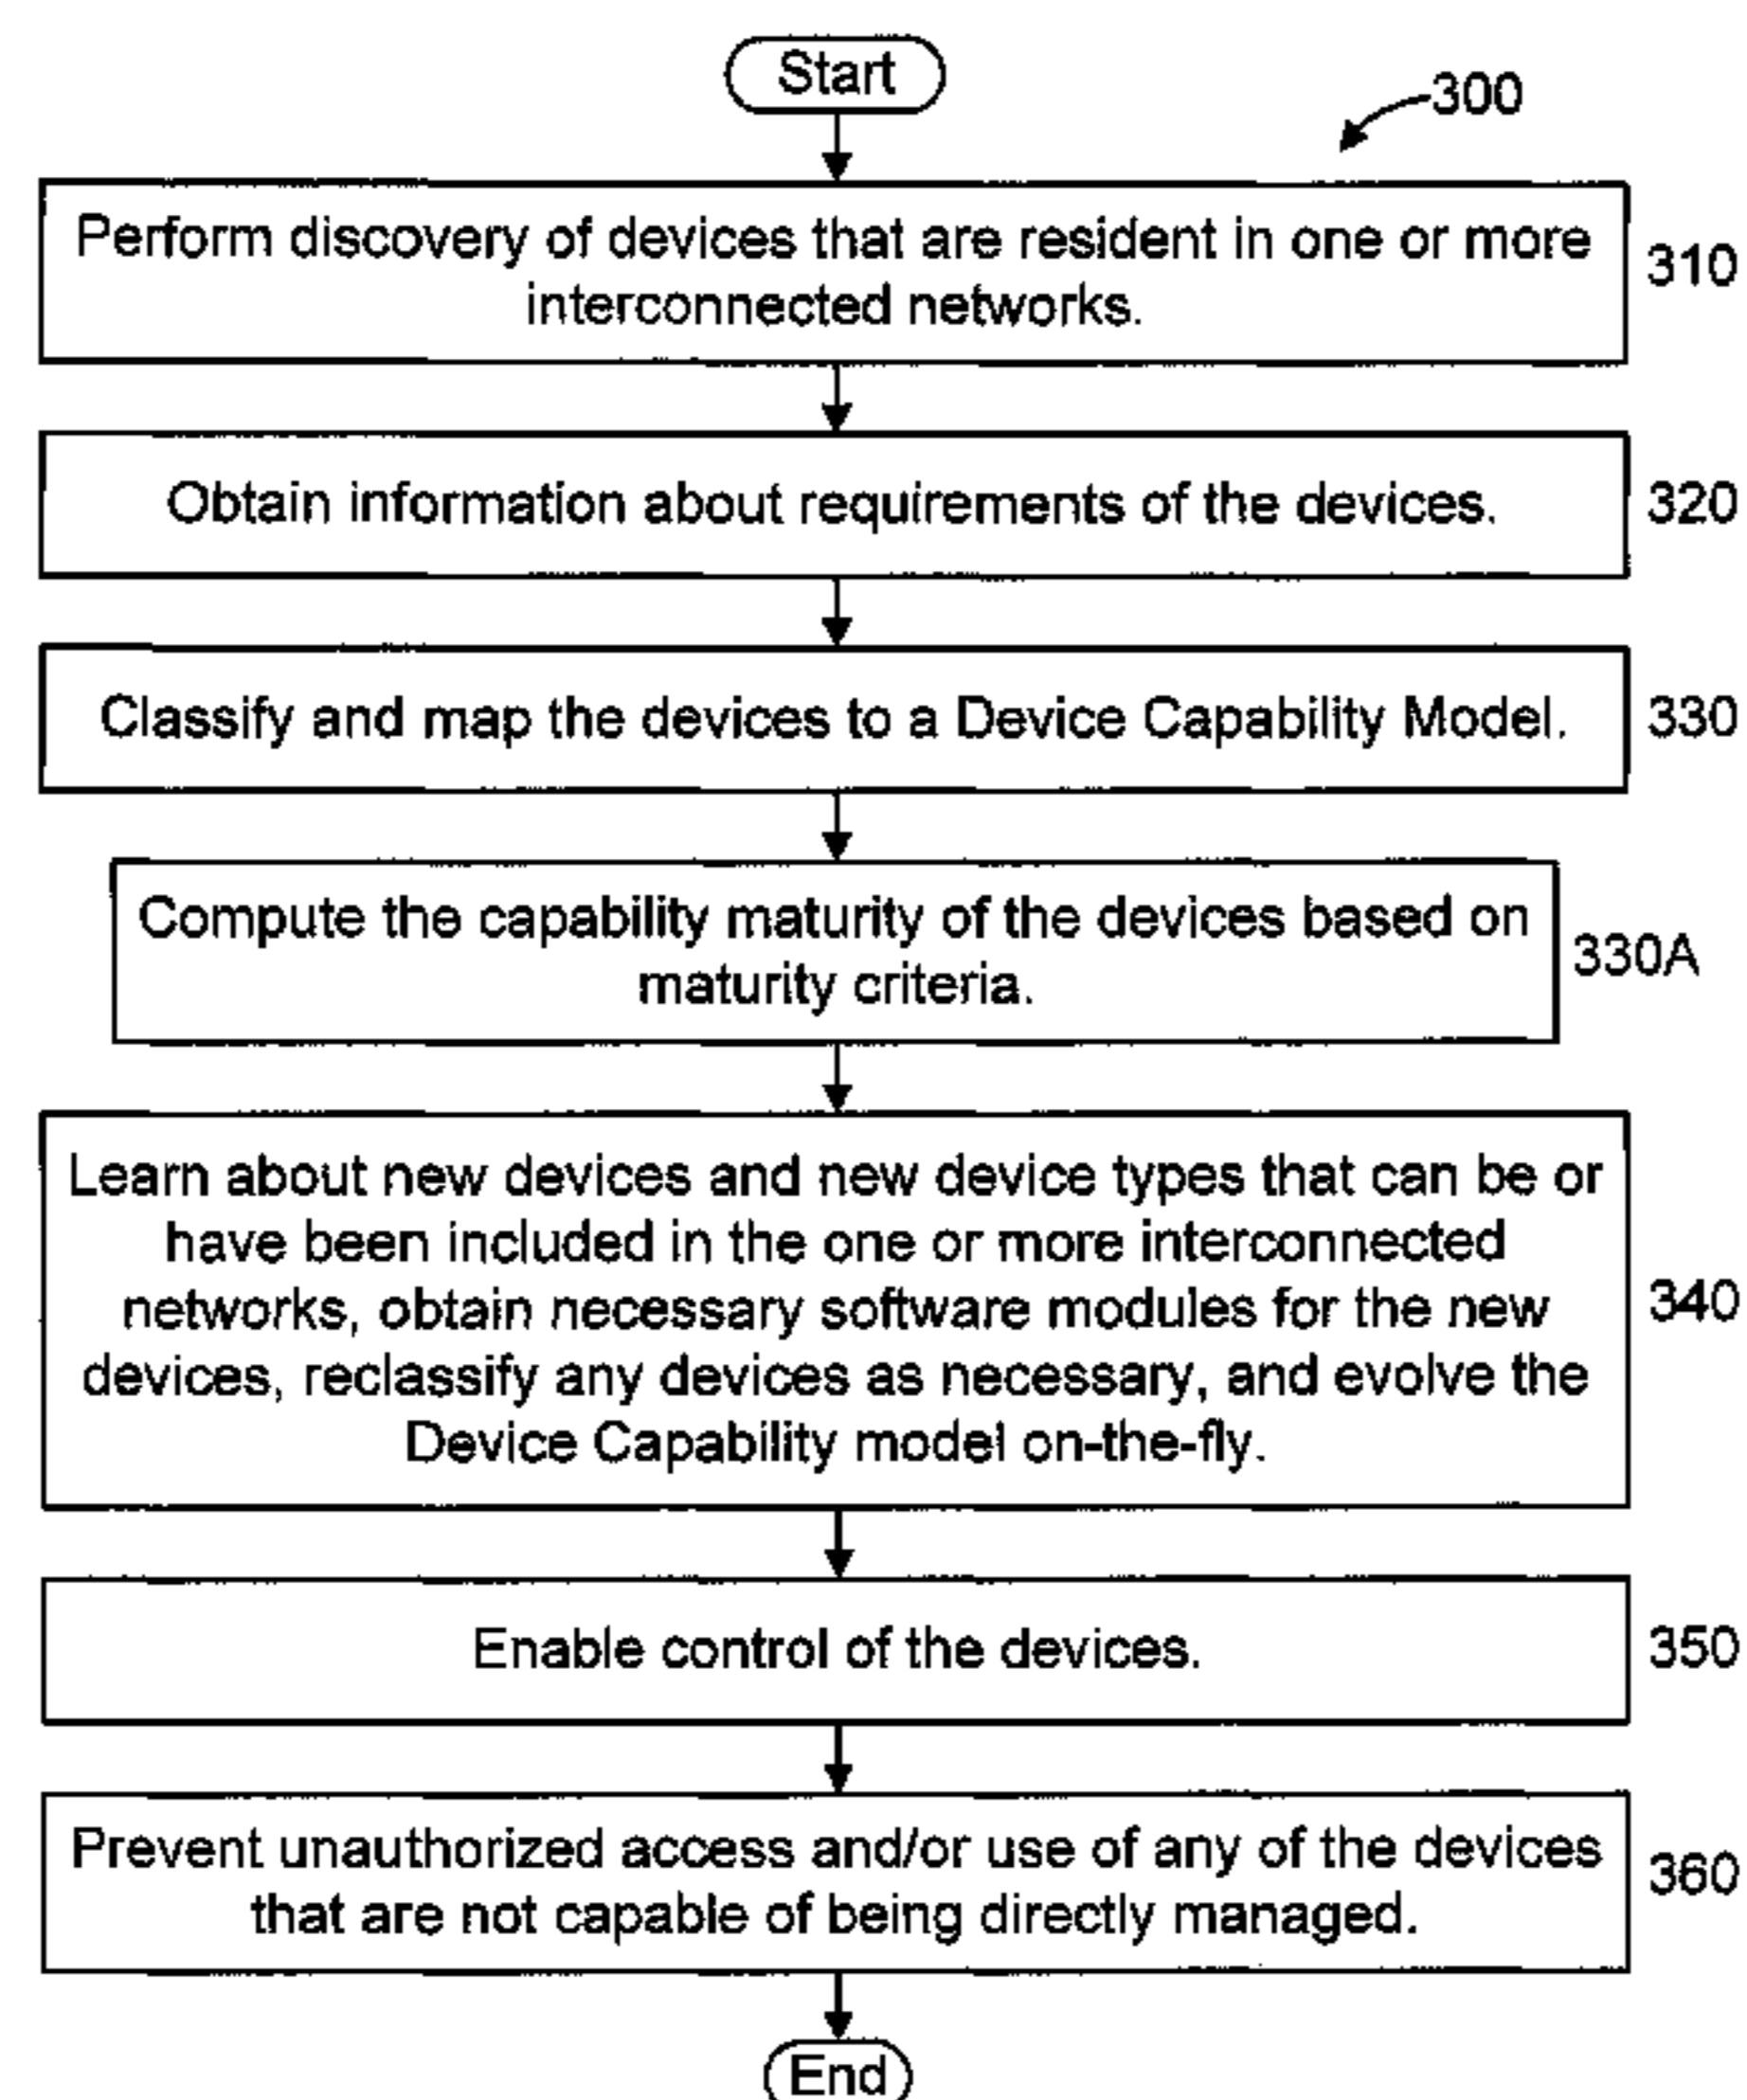 Start
300
Perform discovery of devices that are resident in one or more
interconnected networks.
310
Obtain information about requirements of the devices.
320
Classify and map the devices to a Device Capability Model.
330
Compute the capability maturity of the devices based on
maturity criteria.
330A
Learn about new devices and new device types that can be or
have been included in the one or more interconnected
networks, obtain necessary software modules for the new
devices, reclassify any devices as necessary, and evolve the
Device Capability model on-the-fly.
340
Enable control of the devices.
350
Prevent unauthorized access and/or use of any of the devices
that are not capable of being directly managed.
360
End